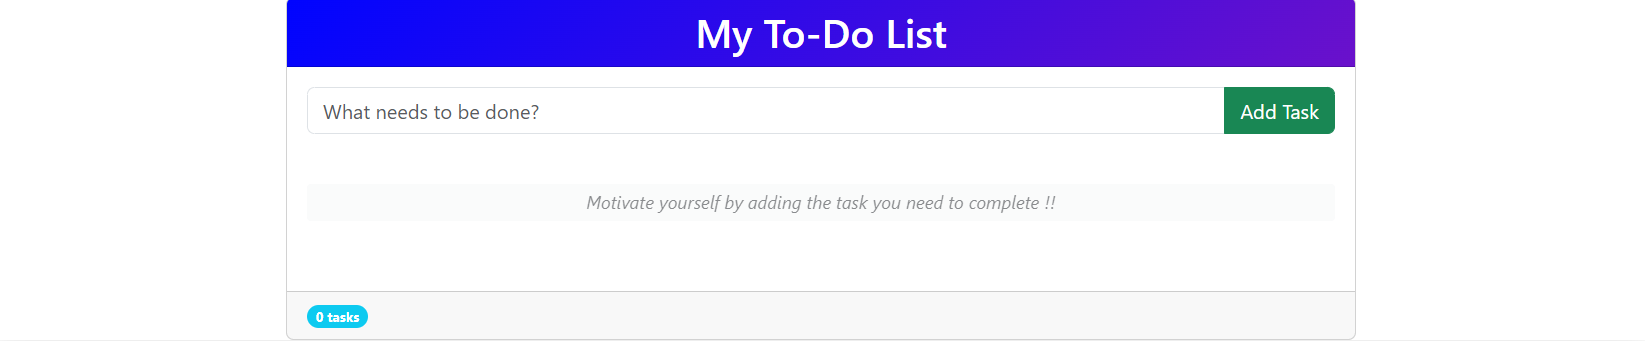 My To-Do List
What needs to be done?
Add Task
Motivate yourself by adding the task you need to complete !!
0 tasks